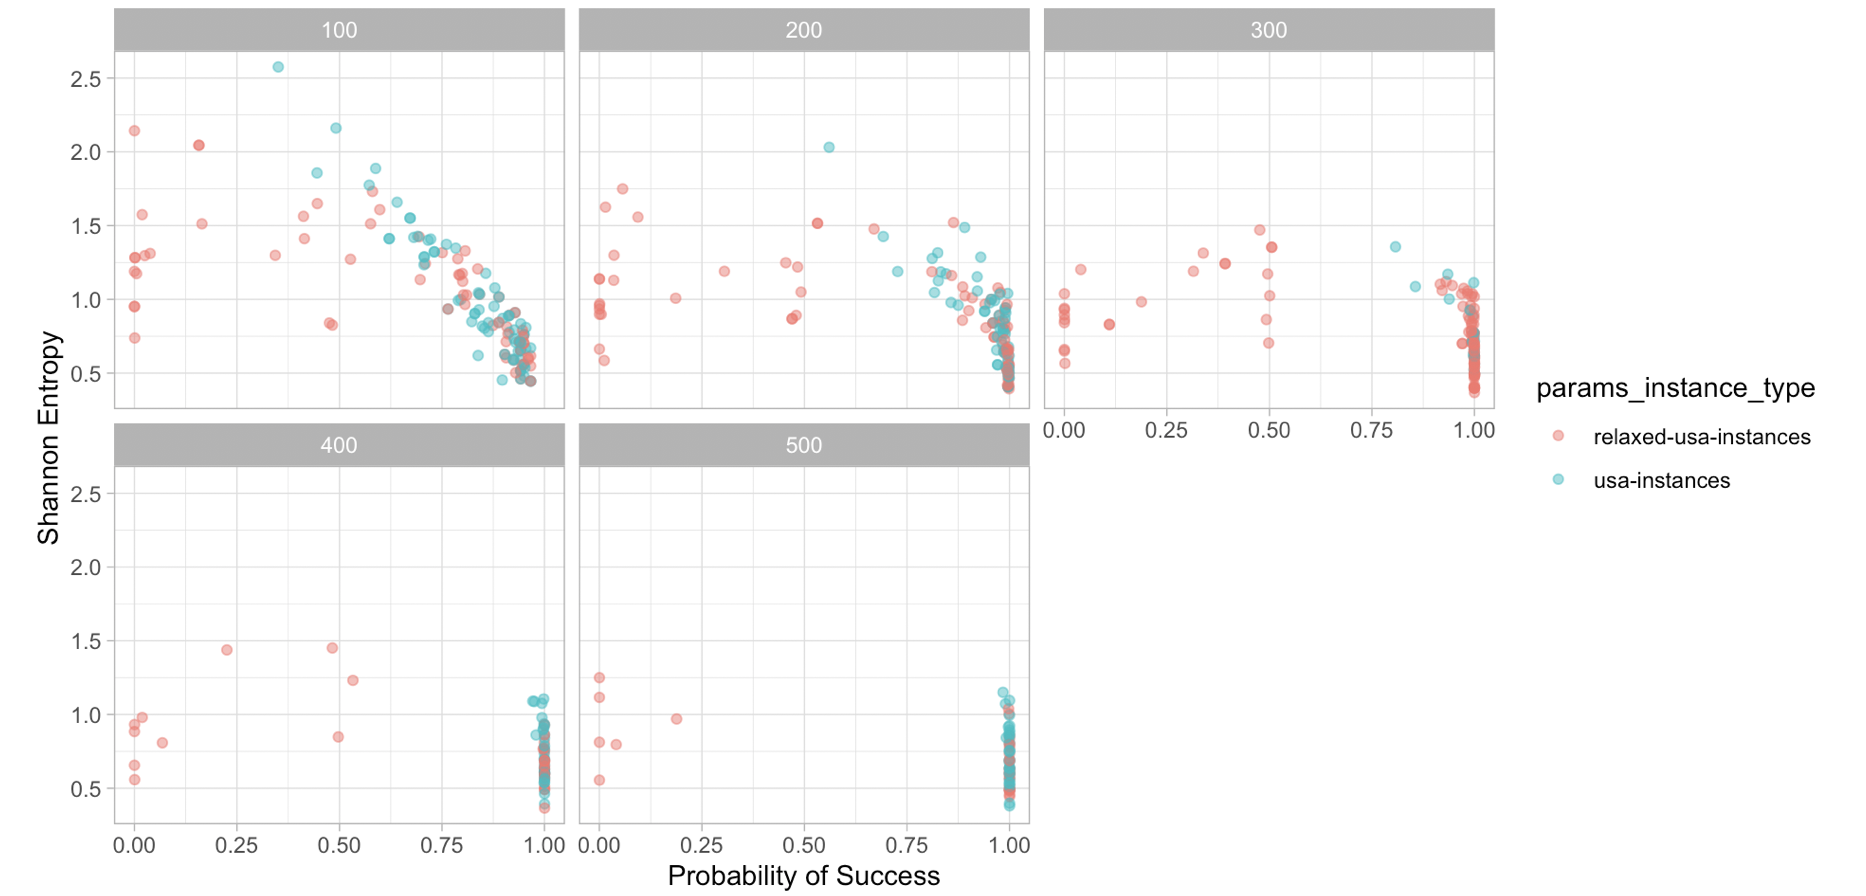 100 200 300
2.5
2.0
1.5
1.0
0.5
0.00 0.25 0.50 0.75 1.00
400 500
2.5
2.0
1.5
1.0
0.5
0.00 0.25 0.50 0.75 1.00 0.00 0.25 0.50 0.75 1.00
Probability of Success
Shannon Entropy
params_instance_type
relaxed-usa-instances
usa-instances